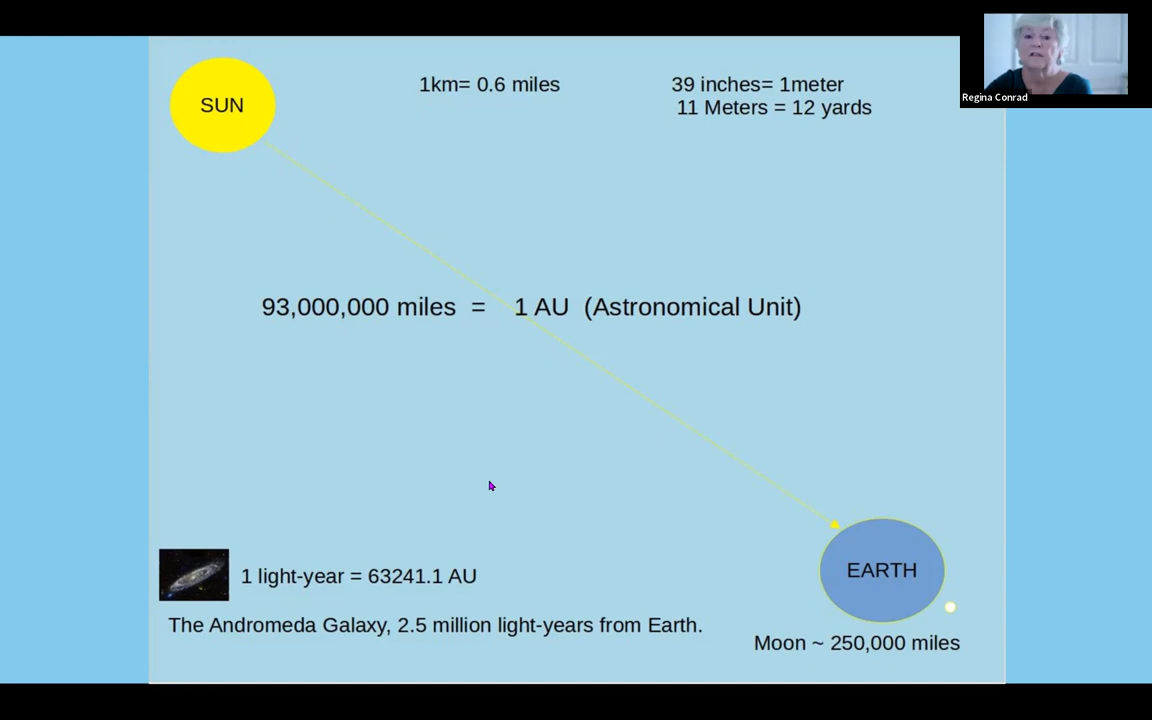 SUN
1km= 0.6 miles
39 inches= 1meter
11 Meters = 12 yards
Regina Conrad
93,000,000 miles = 1 AU (Astronomical Unit)
1 light-year = 63241.1 AU
EARTH
The Andromeda Galaxy, 2.5 million light-years from Earth.
Moon ~ 250,000 miles